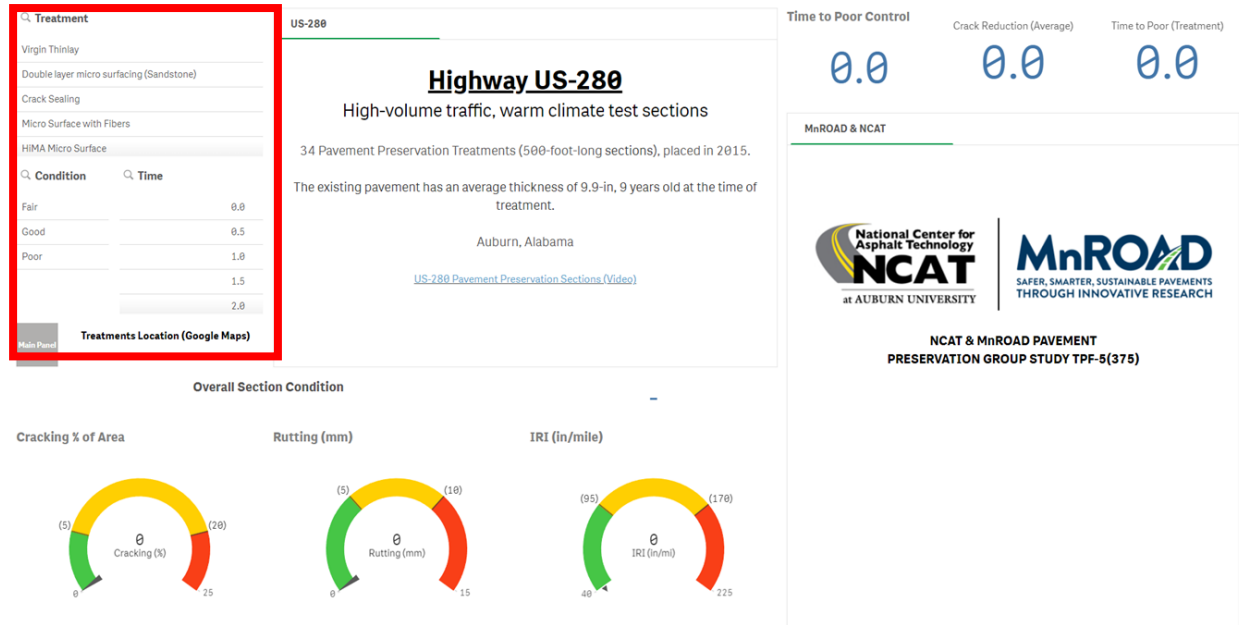 Treatment
Virgin Thinlay
Double layer micro surfacing (Sandstone)
Crack Sealing
Micro Surface with Fibers
HiMA Micro Surface
Condition
Time
Fair
Good
Poor
0.0
0.5
1.0
1.5
2.0
Main Panel
Treatments Location (Google Maps)
US-280
Highway US-280
High-volume traffic, warm climate test sections
34 Pavement Preservation Treatments (500-foot-long sections), placed in 2015.
The existing pavement has an average thickness of 9.9-in, 9 years old at the time of
treatment.
Auburn, Alabama
US-280 Pavement Preservation Sections (Video)
Time to Poor Control
0.0
Crack Reduction (Average)
0.0
Time to Poor (Treatment)
0.0
MnROAD & NCAT
National Center for
Asphalt Technology
NCAT
at AUBURN UNIVERSITY
MnROAD
SAFER, SMARTER, SUSTAINABLE PAVEMENTS
THROUGH INNOVATIVE RESEARCH
NCAT & MnROAD PAVEMENT
PRESERVATION GROUP STUDY TPF-5(375)
Overall Section Condition
-
Cracking % of Area
(5)
(20)
0
Cracking (%)
0
25
Rutting (mm)
(5)
(10)
0
Rutting (mm)
0
15
IRI (in/mile)
(95)
(170)
0
IRI (in/mi)
40
225